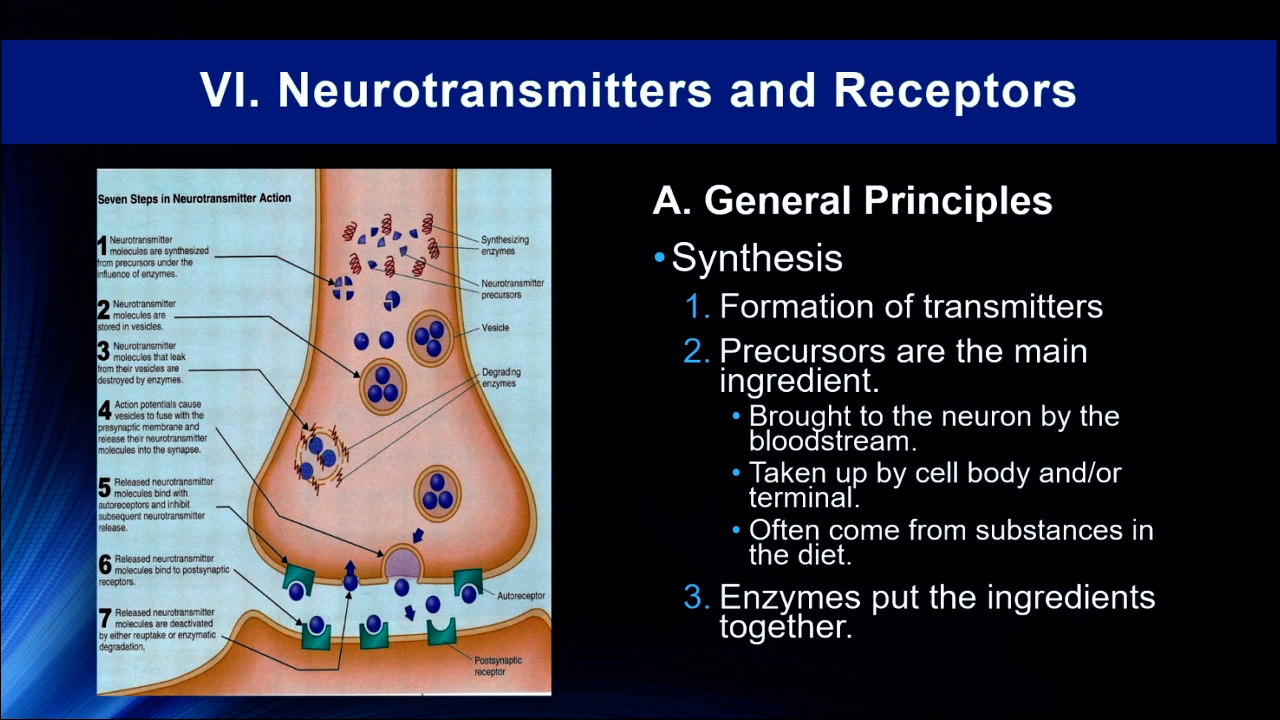 VI. Neurotransmitters and Receptors
Seven Steps in Neurotransmitter Action
1 Neurotransmitter
molecules are synthesized
from precursors under the
influence of enzymes.
2 Neurotransmitter
molecules are
stored in vesicles.
3 Neurotransmitter
molecules that leak
from their vesicles are
destroyed by enzymes.
4 Action potentials cause
vesicles to fuse with the
presynaptic membrane and
release their neurotransmitter
molecules into the synapse.
5 Released neurotransmitter
molecules bind with
autoreceptors and inhibit
subsequent neurotransmitter
release.
6 Released neurotransmitter
molecules bind to postsynaptic
receptors.
7 Released neurotransmitter
molecules are deactivated
by either reuptake or enzymatic
degradation.
Synthesizing
enzymes
Neurotransmitter
precursors
Vesicle
Degrading
enzymes
Autoreceptor
Postsynaptic
receptor
A. General Principles
• Synthesis
1. Formation of transmitters
2. Precursors are the main
ingredient.
• Brought to the neuron by the
bloodstream.
• Taken up by cell body and/or
terminal.
• Often come from substances in
the diet.
3. Enzymes put the ingredients
together.